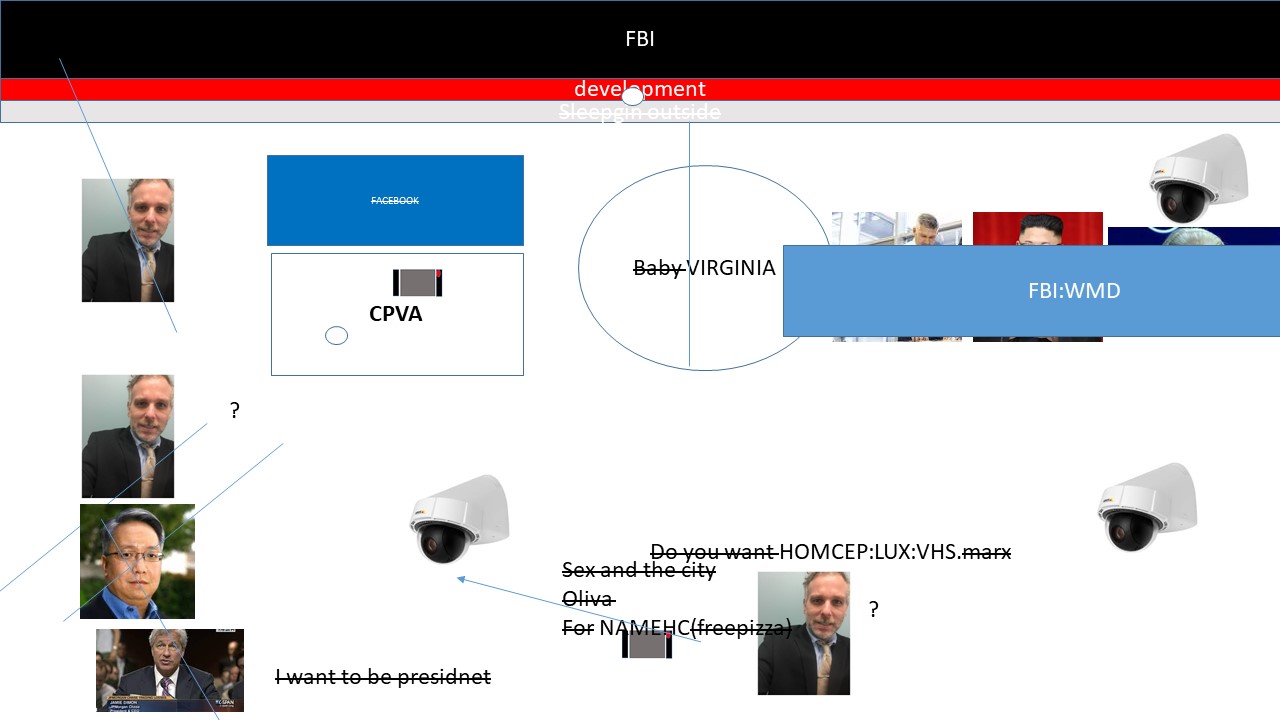 FBI
development
Sleepgin outside
FACEBOOK
CPVA
Baby VIRGINIA
FBI:WMD
?
Do you want HOMCEP:LUX:VHS.marx
Sex and the city
Oliva
For NAMEHC(freepizza)
?
I want to be presidnet
JAMIE DIMON
C-SPAN